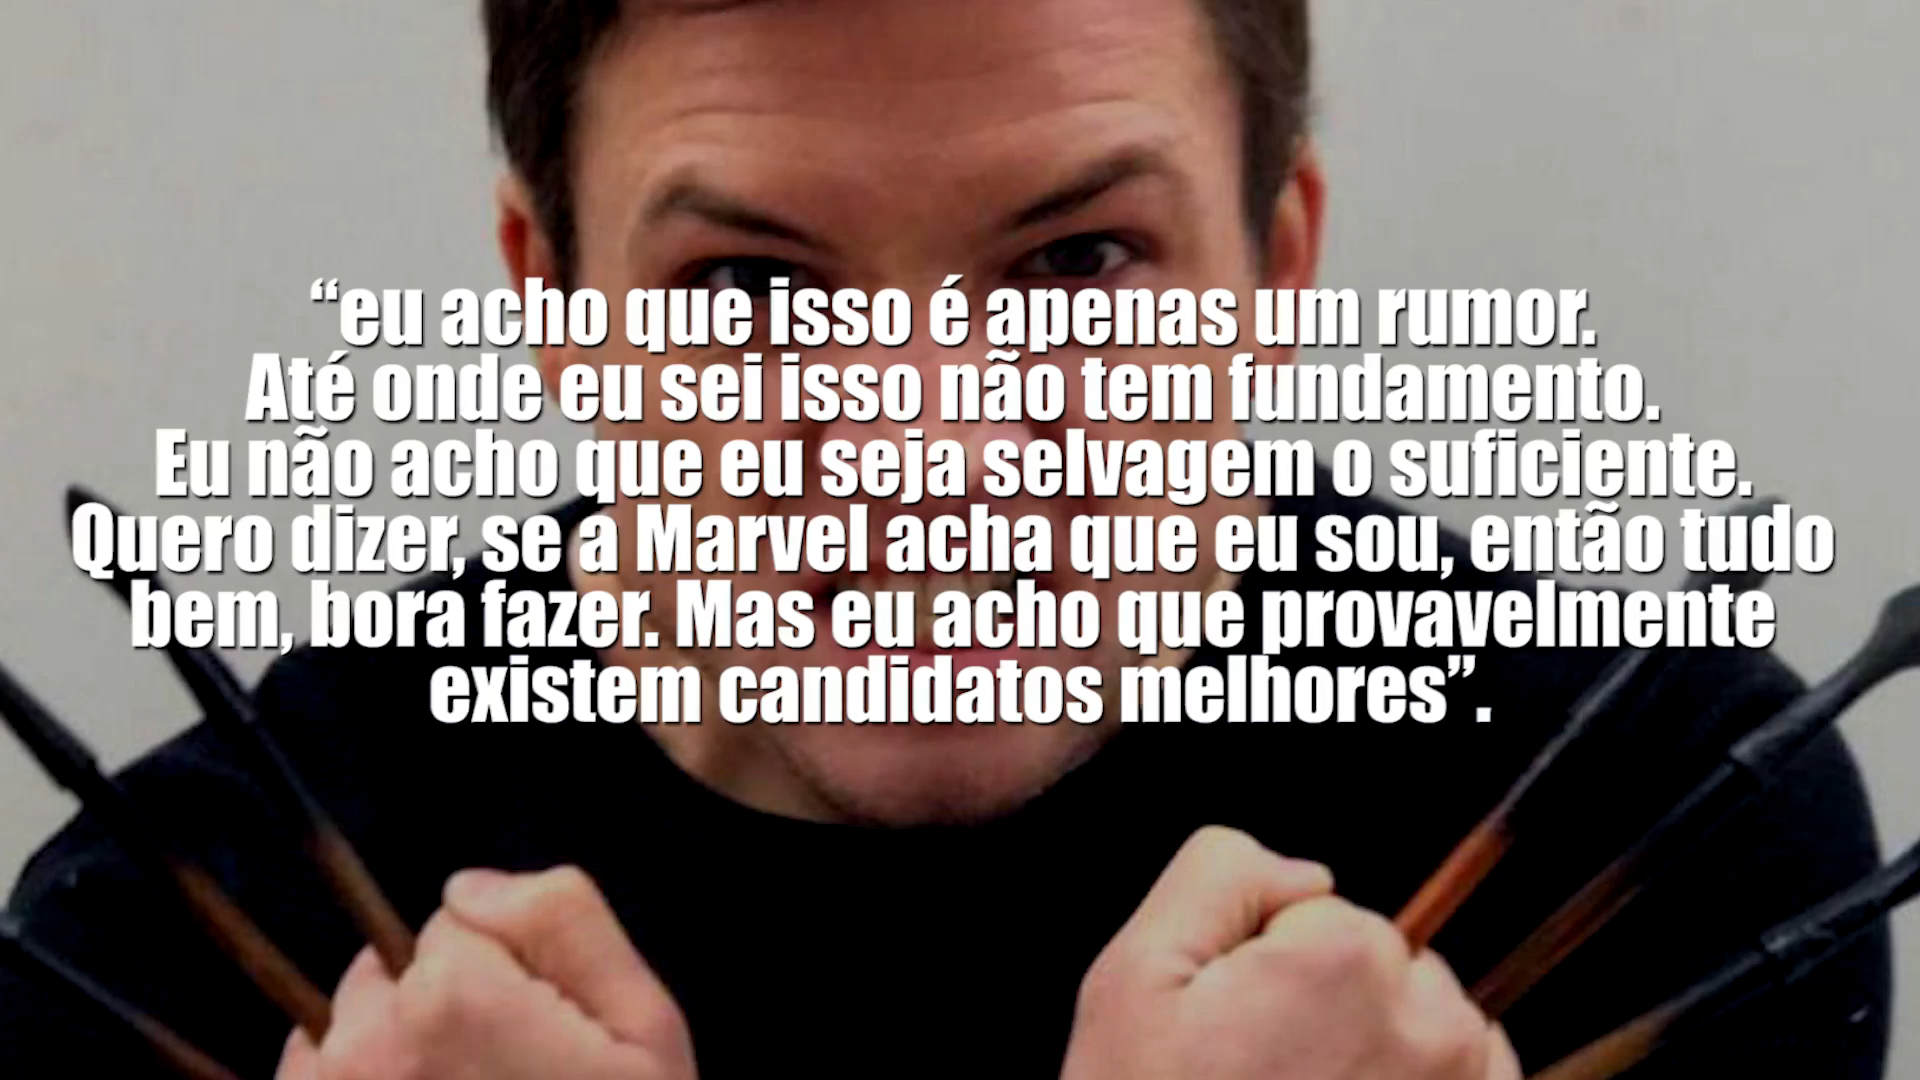 “eu acho que isso é apenas um rumor.
Até onde eu sei isso não tem fundamento.
Eu não acho que eu seja selvagem o suficiente.
Quero dizer, se a Marvel acha que eu sou, então tudo
bem, bora fazer. Mas eu acho que provavelmente
existem candidatos melhores”.